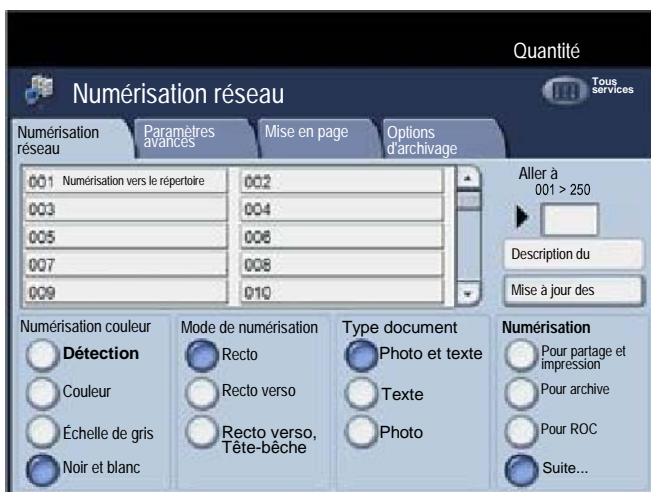 Quantité
Numérisation réseau
Tous
services
Numérisation
réseau
Paramètres
avancés
Mise en page
Options
d'archivage
001 Numérisation vers le répertoire
002
003
004
005
006
007
008
009
010
Aller à
001 > 250
Description du
Mise à jour des
Numérisation couleur
Détection
Couleur
Échelle de gris
Noir et blanc
Mode de numérisation
Recto
Recto verso
Recto verso,
Tête-bêche
Type document
Photo et texte
Texte
Photo
Numérisation
Pour partage et
impression
Pour archive
Pour ROC
Suite...